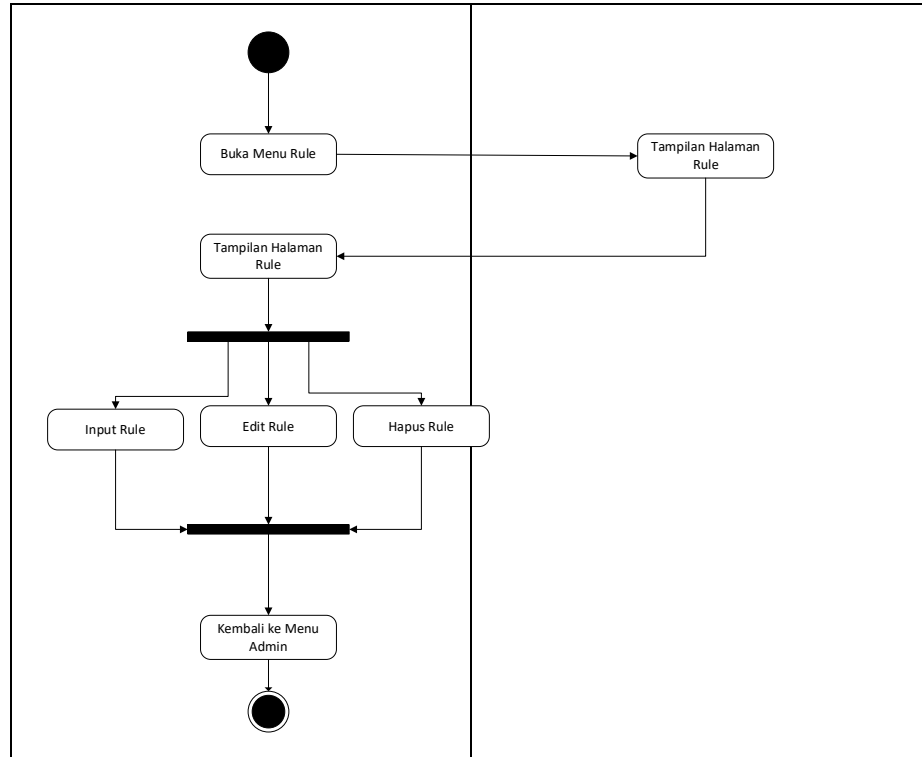 Buka Menu Rule
Tampilan Halaman
Rule
Tampilan Halaman
Rule
Input Rule
Edit Rule
Hapus Rule
Kembali ke Menu
Admin